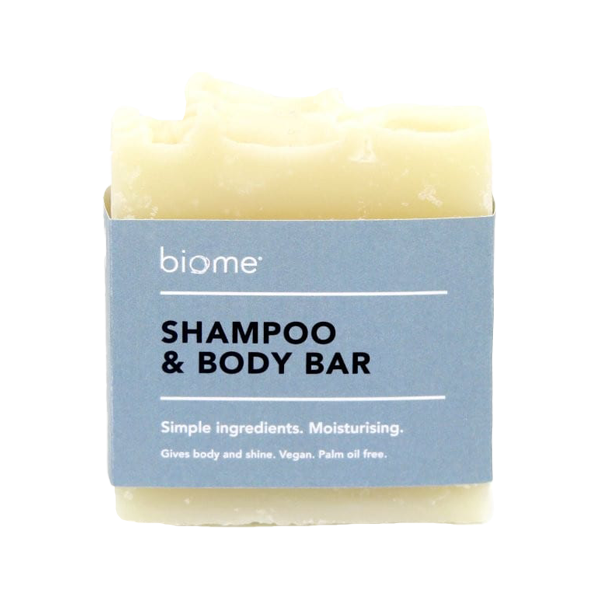 biome
SHAMPOO
& BODY BAR
Simple ingredients. Moisturising.
Gives body and shine. Vegan. Palm oil free.